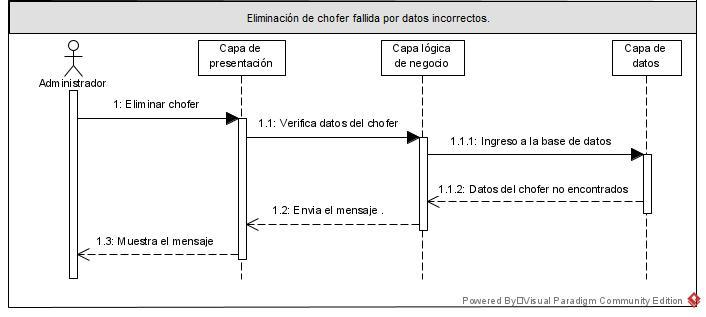 Eliminación de chofer fallida por datos incorrectos.
Capa de
presentación
Capa lógica
de negocio
Capa de
datos
Administrador
1: Eliminar chofer
1.1: Verifica datos del chofer
1.1.1: Ingreso a la base de datos
1.1.2: Datos del chofer no encontrados
1.2: Envia el mensaje .
1.3: Muestra el mensaje
Powered By Visual Paradigm Community Edition